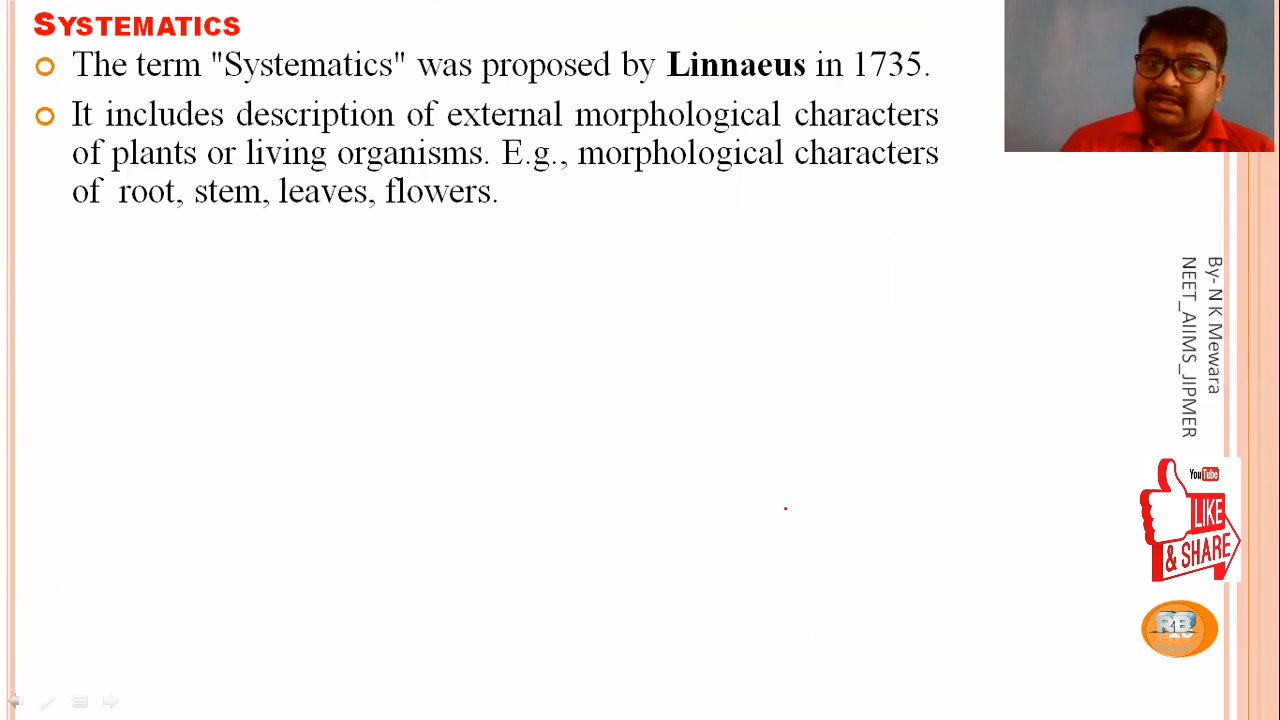 SYSTEMATICS
The term "Systematics" was proposed by Linnaeus in 1735.
It includes description of external morphological characters
of plants or living organisms. E.g., morphological characters
of root, stem, leaves, flowers.
By- N K Mewara
NEET_AIIMS_JIPMER
YouTube
LIKE
& SHARE
RB